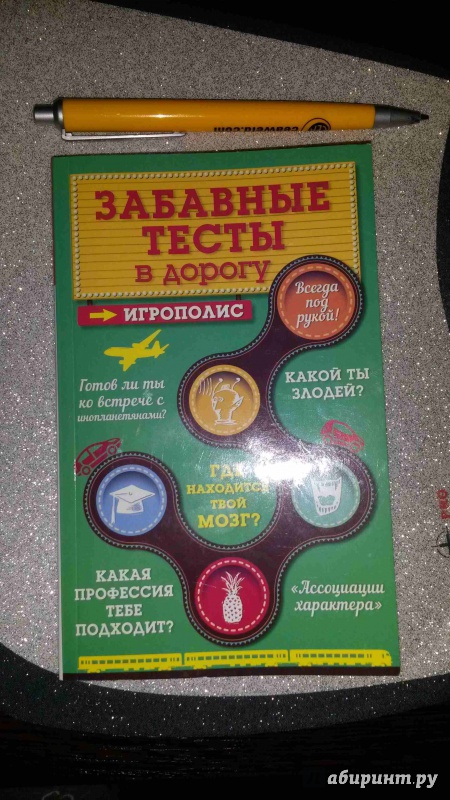 ЗАБАВНЫЕ
ТЕСТЫ
В ДОРОГУ
ИГРОПОЛИС
Всегда
под
рукой!
Готов ли ты
ко встрече с
инопланетянами?
КАКОЙ ТЫ
ЗЛОДЕЙ?
ГДЕ
НАХОДИТСЯ
ТВОЙ
МОЗГ?
КАКАЯ
ПРОФЕССИЯ
ТЕБЕ
ПОДХОДИТ?
«Ассоциации
характера»
абиринт.ру